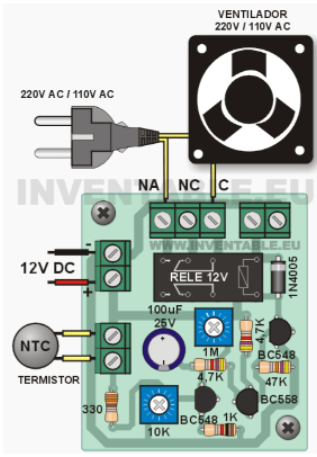 VENTILADOR
220V / 110V AC
220V AC / 110V AC
NA NC C
INVENTABLE.EU
WWW.INVENTABLE.EU
-
12V DC
+
RELE 12V
1N4005
100uF
25V
4,7K
NTC
1M
BC548
TERMISTOR
4,7K
47K
330
BC548
1K
BC558
10K